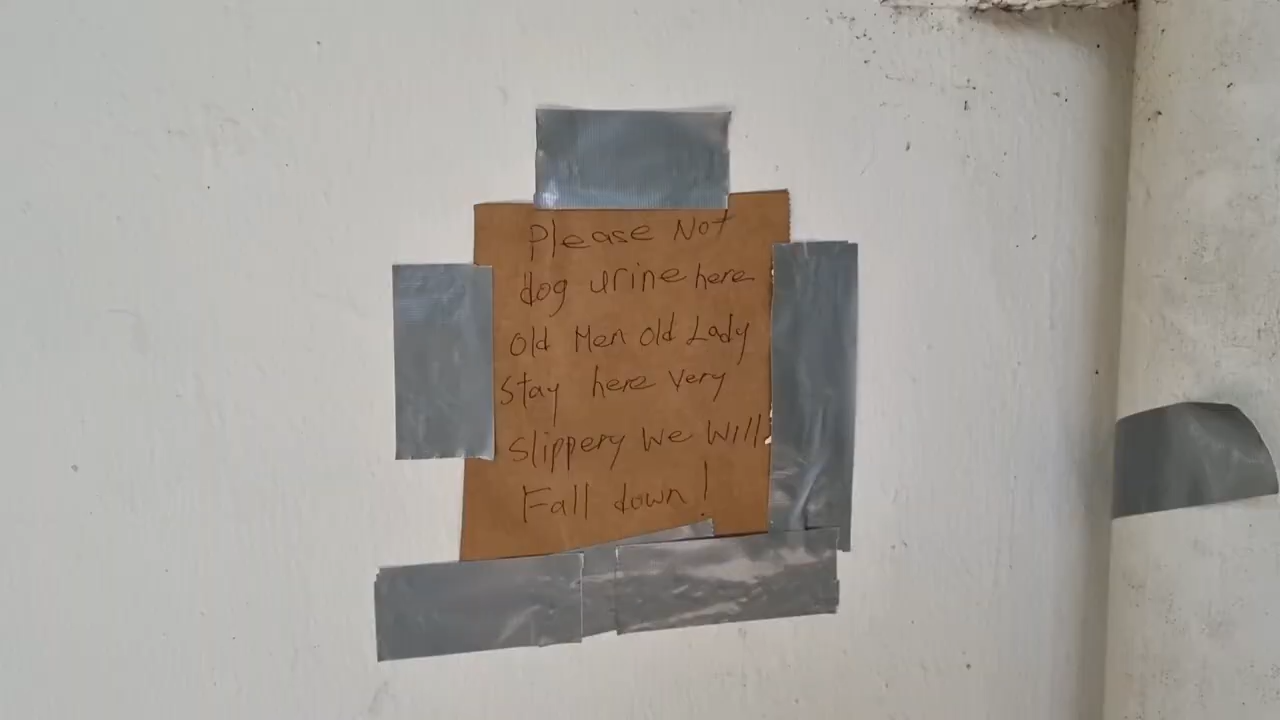 Please Not
dog urine here
old Men old Lady
stay here very
slippery We Will
Fall down!